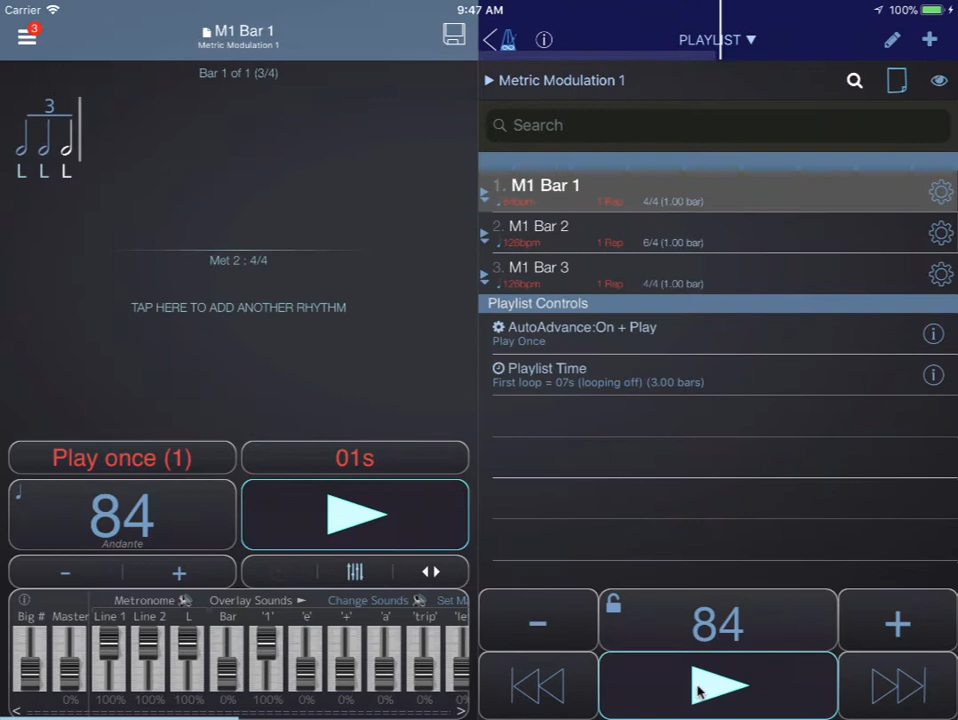 Carrier 9:47 AM 100%
3
M1 Bar 1
Metric Modulation 1
Bar 1 of 1 (3/4)
3
L L L
Met 2 : 4/4
TAP HERE TO ADD ANOTHER RHYTHM
Play once (1)
01s
84
Andante
- +
Metronome Overlay Sounds Change Sounds Set M
Big # Master Line 1 Line 2 L Bar '1' 'e' '+' 'a' 'trip' 'le
0% 100% 100% 100% 0% 100% 0% 0% 0% 0% 0%
< >
PLAYLIST ▼
+
Metric Modulation 1
Search
1. M1 Bar 1
84bpm 1 Rep 4/4 (1.00 bar)
2. M1 Bar 2
126bpm 1 Rep 6/4 (1.00 bar)
3. M1 Bar 3
126bpm 1 Rep 4/4 (1.00 bar)
Playlist Controls
AutoAdvance:On + Play
Play Once
Playlist Time
First loop = 07s (looping off) (3.00 bars)
- 84 +